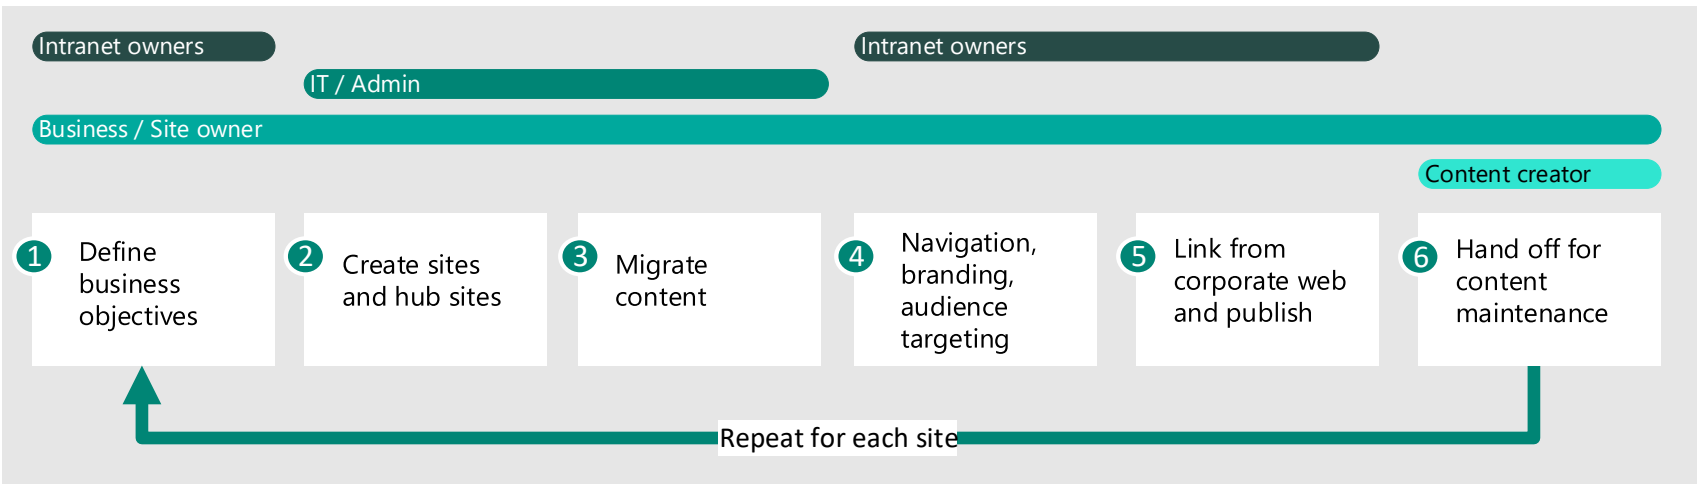 Intranet owners
Intranet owners
IT / Admin
Business / Site owner
Content creator
1
Define
business
objectives
2
Create sites
and hub sites
3
Migrate
content
4
Navigation,
branding,
audience
targeting
5
Link from
corporate web
and publish
6
Hand off for
content
maintenance
Repeat for each site